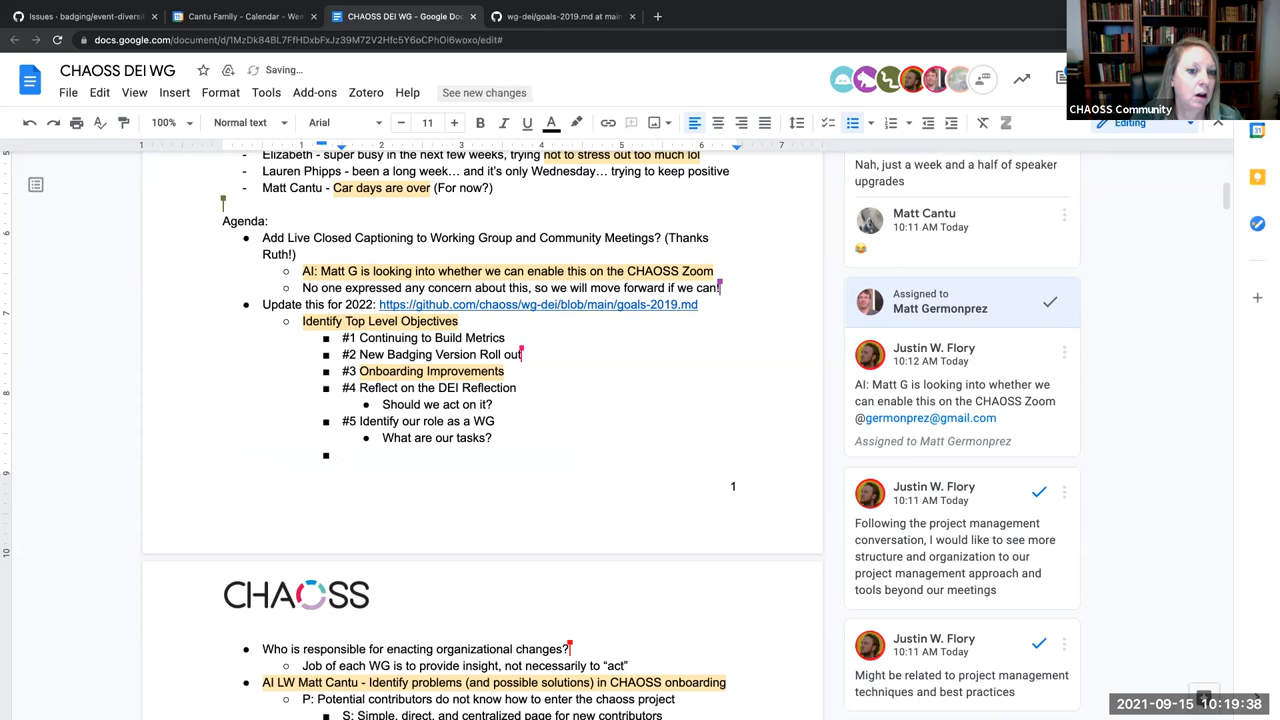 Issues · badging/event-diversi
Cantu Family - Calendar - Wee
CHAOSS DEI WG - Google Doc
wg-dei/goals-2019.md at main
docs.google.com/document/d/1MzDk84BL7FfHDxbFxJz39M72V2Hfc5Y6oCPhOl6woxo/edit#
CHAOSS DEI WG
Saving...
File Edit View Insert Format Tools Add-ons Zotero Help See new changes
CHAOSS Community
100% Normal text Arial 11 Editing
1 1 2 3 4 5 6 7
Elizabeth - super busy in the next few weeks, trying not to stress out too much lol
- Lauren Phipps - been a long week… and it's only Wednesday… trying to keep positive
- Matt Cantu - Car days are over (For now?)
Agenda:
● Add Live Closed Captioning to Working Group and Community Meetings? (Thanks
Ruth!)
○ AI: Matt G is looking into whether we can enable this on the CHAOSS Zoom
○ No one expressed any concern about this, so we will move forward if we can!
● Update this for 2022: https://github.com/chaoss/wg-dei/blob/main/goals-2019.md
○ Identify Top Level Objectives
■ #1 Continuing to Build Metrics
■ #2 New Badging Version Roll out
■ #3 Onboarding Improvements
■ #4 Reflect on the DEI Reflection
● Should we act on it?
■ #5 Identify our role as a WG
● What are our tasks?
■
1
CHAOSS
● Who is responsible for enacting organizational changes?
○ Job of each WG is to provide insight, not necessarily to "act"
● AI LW Matt Cantu - Identify problems (and possible solutions) in CHAOSS onboarding
○ P: Potential contributors do not know how to enter the chaoss project
■ S: Simple, direct, and centralized page for new contributors
Nah, just a week and a half of speaker
upgrades
Matt Cantu
10:11 AM Today
😂
Assigned to
Matt Germonprez
Justin W. Flory
10:12 AM Today
AI: Matt G is looking into whether we
can enable this on the CHAOSS Zoom
@germonprez@gmail.com
Assigned to Matt Germonprez
Justin W. Flory
10:11 AM Today
Following the project management
conversation, I would like to see more
structure and organization to our
project management approach and
tools beyond our meetings
Justin W. Flory
10:11 AM Today
Might be related to project management
techniques and best practices
2021-09-15 10:19:38